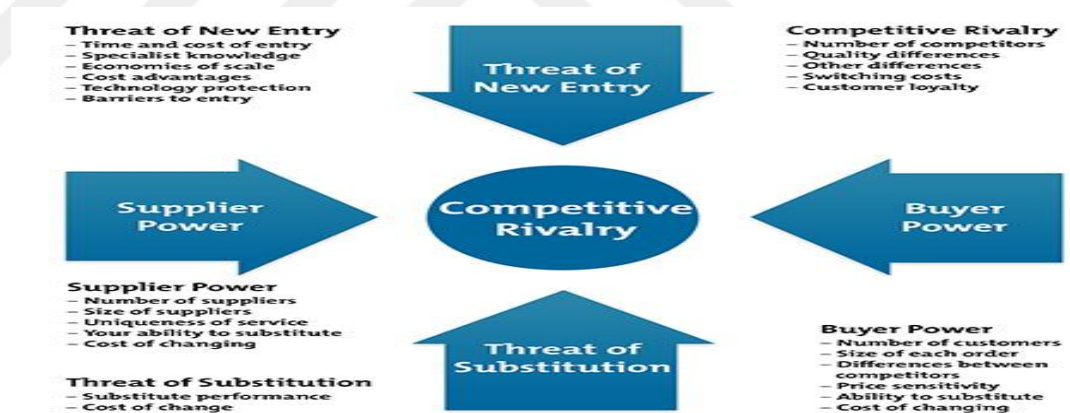 Threat of New Entry
– Time and cost of entry
– Specialist knowledge
– Economies of scale
– Cost advantages
– Technology protection
– Barriers to entry
Threat of
New Entry
Competitive Rivalry
– Number of competitors
– Quality differences
– Other differences
– Switching costs
– Customer loyalty
Supplier
Power
Competitive
Rivalry
Buyer
Power
Supplier Power
– Number of suppliers
– Size of suppliers
– Uniqueness of service
– Your ability to substitute
– Cost of changing
Threat of Substitution
– Substitute performance
– Cost of change
Threat of
Substitution
Buyer Power
– Number of customers
– Size of each order
– Differences between
competitors
– Price sensitivity
– Ability to substitute
– Cost of changing